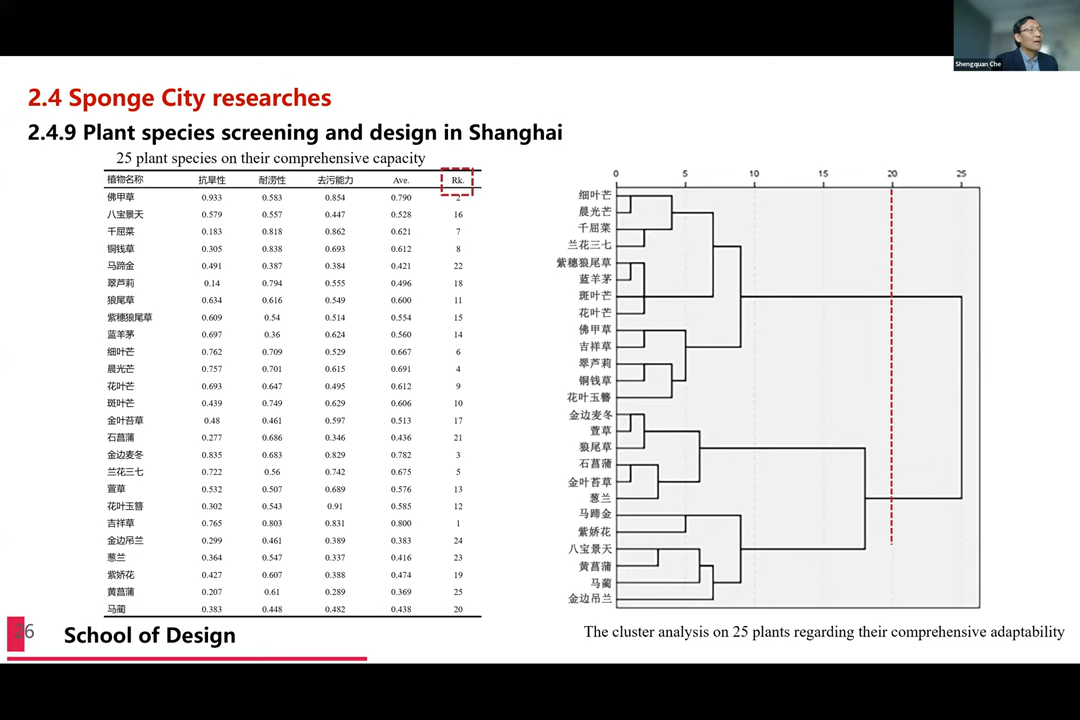 Shengquan Che
2.4 Sponge City researches
2.4.9 Plant species screening and design in Shanghai
25 plant species on their comprehensive capacity
植物名称 抗旱性 耐涝性 去污能力 Ave. Rk.
佛甲草 0.933 0.583 0.854 0.790 2
八宝景天 0.579 0.557 0.447 0.528 16
千屈菜 0.183 0.818 0.862 0.621 7
铜钱草 0.305 0.838 0.693 0.612 8
马蹄金 0.491 0.387 0.384 0.421 22
翠芦莉 0.14 0.794 0.555 0.496 18
狼尾草 0.634 0.616 0.549 0.600 11
紫穗狼尾草 0.609 0.54 0.514 0.554 15
蓝羊茅 0.697 0.36 0.624 0.560 14
细叶芒 0.762 0.709 0.529 0.667 6
晨光芒 0.757 0.701 0.615 0.691 4
花叶芒 0.693 0.647 0.495 0.612 9
斑叶芒 0.439 0.749 0.629 0.606 10
金叶苔草 0.48 0.461 0.597 0.513 17
石菖蒲 0.277 0.686 0.346 0.436 21
金边麦冬 0.835 0.683 0.829 0.782 3
兰花三七 0.722 0.56 0.742 0.675 5
萱草 0.532 0.507 0.689 0.576 13
花叶玉簪 0.302 0.543 0.91 0.585 12
吉祥草 0.765 0.803 0.831 0.800 1
金边吊兰 0.299 0.461 0.389 0.383 24
葱兰 0.364 0.547 0.337 0.416 23
紫娇花 0.427 0.607 0.388 0.474 19
黄菖蒲 0.207 0.61 0.289 0.369 25
马蔺 0.383 0.448 0.482 0.438 20
0 5 10 15 20 25
细叶芒
晨光芒
千屈菜
兰花三七
紫穗狼尾草
蓝羊茅
斑叶芒
花叶芒
佛甲草
吉祥草
翠芦莉
铜钱草
花叶玉簪
金边麦冬
萱草
狼尾草
石菖蒲
金叶苔草
葱兰
马蹄金
紫娇花
八宝景天
黄菖蒲
马蔺
金边吊兰
The cluster analysis on 25 plants regarding their comprehensive adaptability
26
School of Design